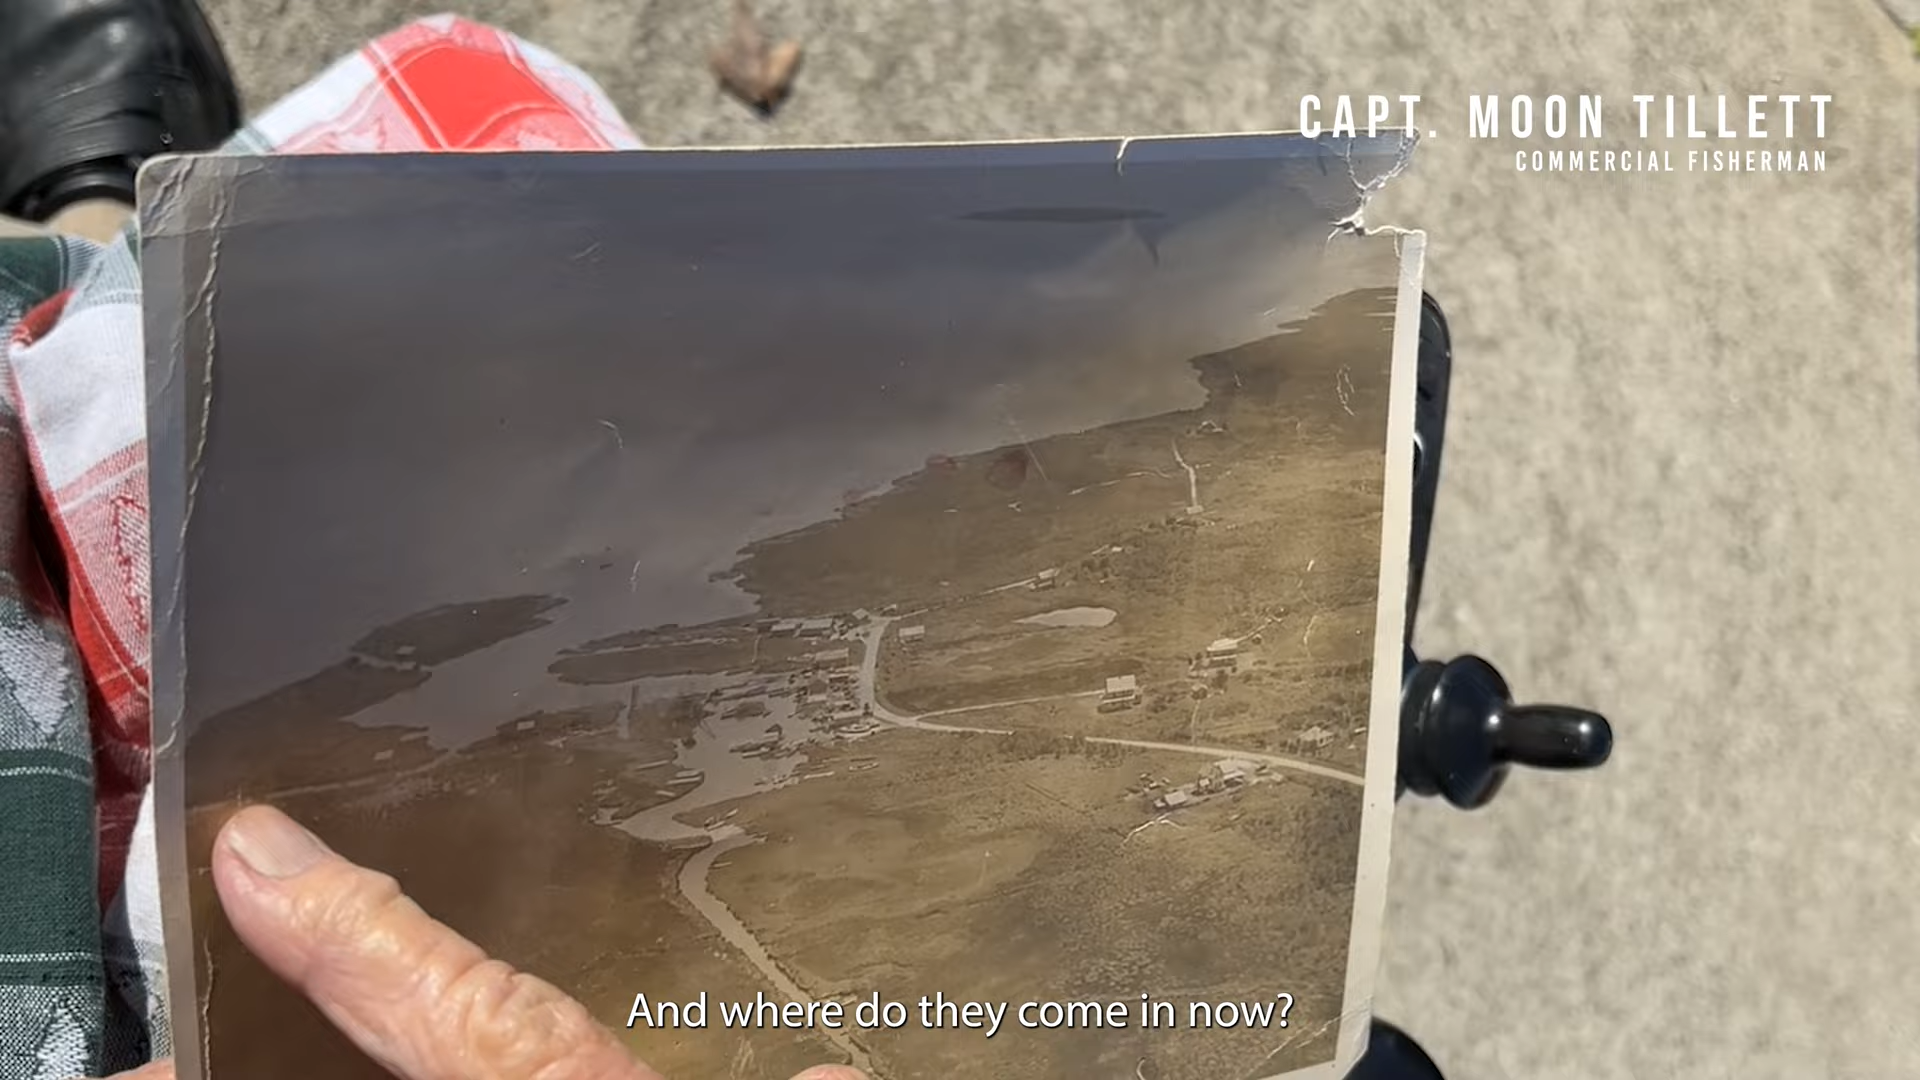 CAPT. MOON TILLETT
COMMERCIAL FISHERMAN
And where do they come in now?